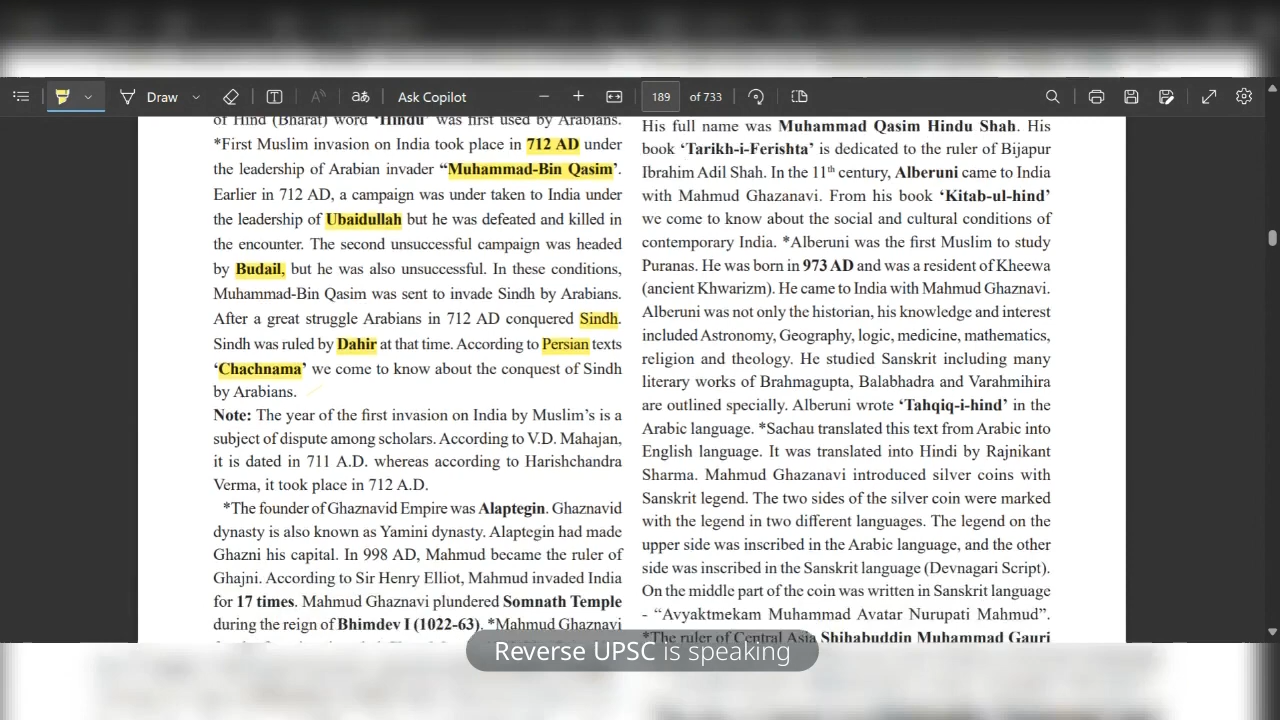 Draw
Ask Copilot
189 of 733
of Hind (Bharat) word 'Hindu' was first used by Arabians.
*First Muslim invasion on India took place in 712 AD under
the leadership of Arabian invader “Muhammad-Bin Qasim’.
Earlier in 712 AD, a campaign was under taken to India under
the leadership of Ubaidullah but he was defeated and killed in
the encounter. The second unsuccessful campaign was headed
by Budail, but he was also unsuccessful. In these conditions,
Muhammad-Bin Qasim was sent to invade Sindh by Arabians.
After a great struggle Arabians in 712 AD conquered Sindh.
Sindh was ruled by Dahir at that time. According to Persian texts
‘Chachnama’ we come to know about the conquest of Sindh
by Arabians.
Note: The year of the first invasion on India by Muslim’s is a
subject of dispute among scholars. According to V.D. Mahajan,
it is dated in 711 A.D. whereas according to Harishchandra
Verma, it took place in 712 A.D.
*The founder of Ghaznavid Empire was Alaptegin. Ghaznavid
dynasty is also known as Yamini dynasty. Alaptegin had made
Ghazni his capital. In 998 AD, Mahmud became the ruler of
Ghajni. According to Sir Henry Elliot, Mahmud invaded India
for 17 times. Mahmud Ghaznavi plundered Somnath Temple
during the reign of Bhimdev I (1022-63). *Mahmud Ghaznavi
His full name was Muhammad Qasim Hindu Shah. His
book ‘Tarikh-i-Ferishta’ is dedicated to the ruler of Bijapur
Ibrahim Adil Shah. In the 11th century, Alberuni came to India
with Mahmud Ghazanavi. From his book ‘Kitab-ul-hind’
we come to know about the social and cultural conditions of
contemporary India. *Alberuni was the first Muslim to study
Puranas. He was born in 973 AD and was a resident of Kheewa
(ancient Khwarizm). He came to India with Mahmud Ghaznavi.
Alberuni was not only the historian, his knowledge and interest
included Astronomy, Geography, logic, medicine, mathematics,
religion and theology. He studied Sanskrit including many
literary works of Brahmagupta, Balabhadra and Varahmihira
are outlined specially. Alberuni wrote ‘Tahqiq-i-hind’ in the
Arabic language. *Sachau translated this text from Arabic into
English language. It was translated into Hindi by Rajnikant
Sharma. Mahmud Ghazanavi introduced silver coins with
Sanskrit legend. The two sides of the silver coin were marked
with the legend in two different languages. The legend on the
upper side was inscribed in the Arabic language, and the other
side was inscribed in the Sanskrit language (Devnagari Script).
On the middle part of the coin was written in Sanskrit language
- “Avyaktmekam Muhammad Avatar Nurupati Mahmud”.
*The ruler of Central Asia Shihabuddin Muhammad Gauri
Reverse UPSC is speaking